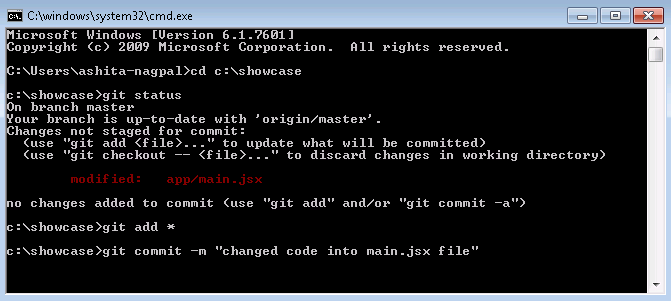 C:\windows\system32\cmd.exe
Microsoft Windows [Version 6.1.7601]
Copyright (c) 2009 Microsoft Corporation.  All rights reserved.
C:\Users\ashita-nagpal>cd c:\showcase
c:\showcase>git status
On branch master
Your branch is up-to-date with 'origin/master'.
Changes not staged for commit:
  (use "git add <file>..." to update what will be committed)
  (use "git checkout -- <file>..." to discard changes in working directory)
        modified:   app/main.jsx
no changes added to commit (use "git add" and/or "git commit -a")
c:\showcase>git add *
c:\showcase>git commit -m "changed code into main.jsx file"